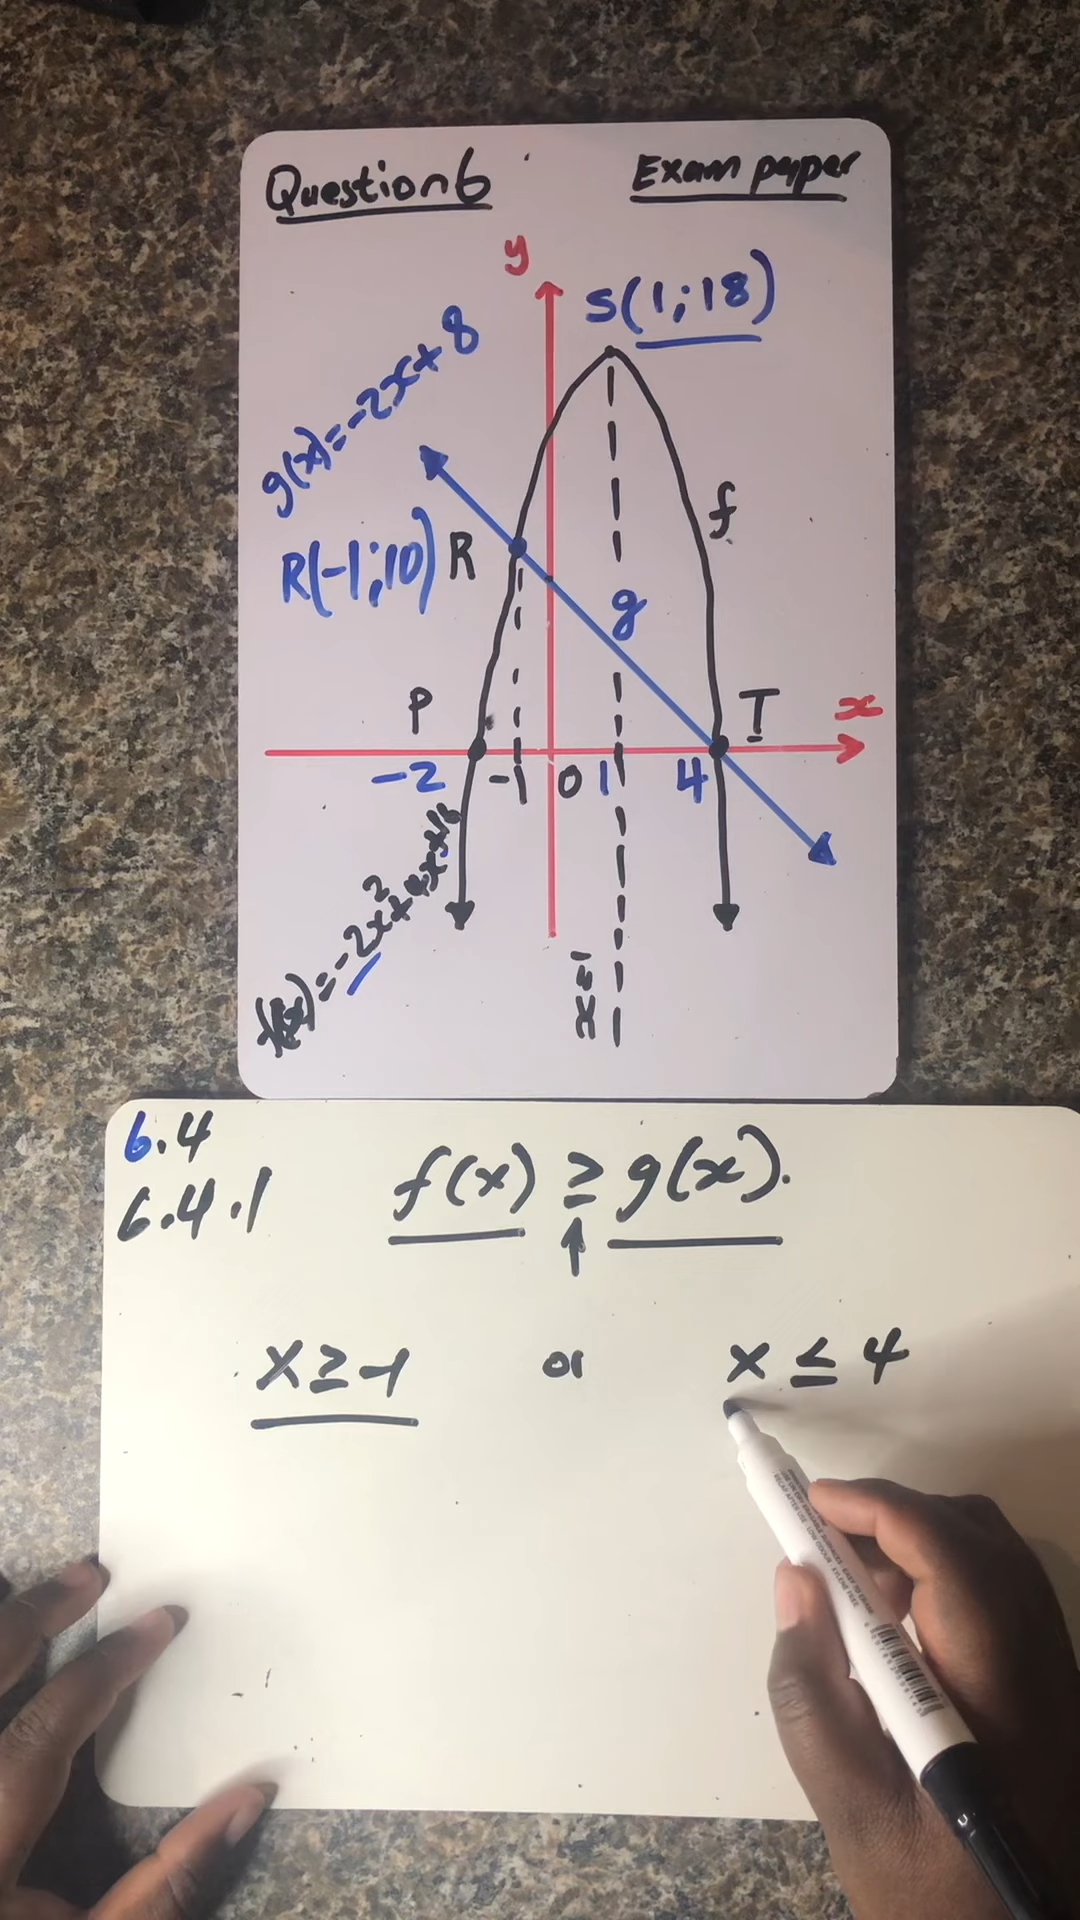 Question 6 Exam paper
y
S(1;18)
g(x)=-2x+8
f
R(-1;10) R
g
P T x
-2 -1 0 1 4
f(x)=-2x²+4x+16
x=1
6.4
6.4.1 f(x) ≥ g(x).
x≥-1 or x ≤ 4